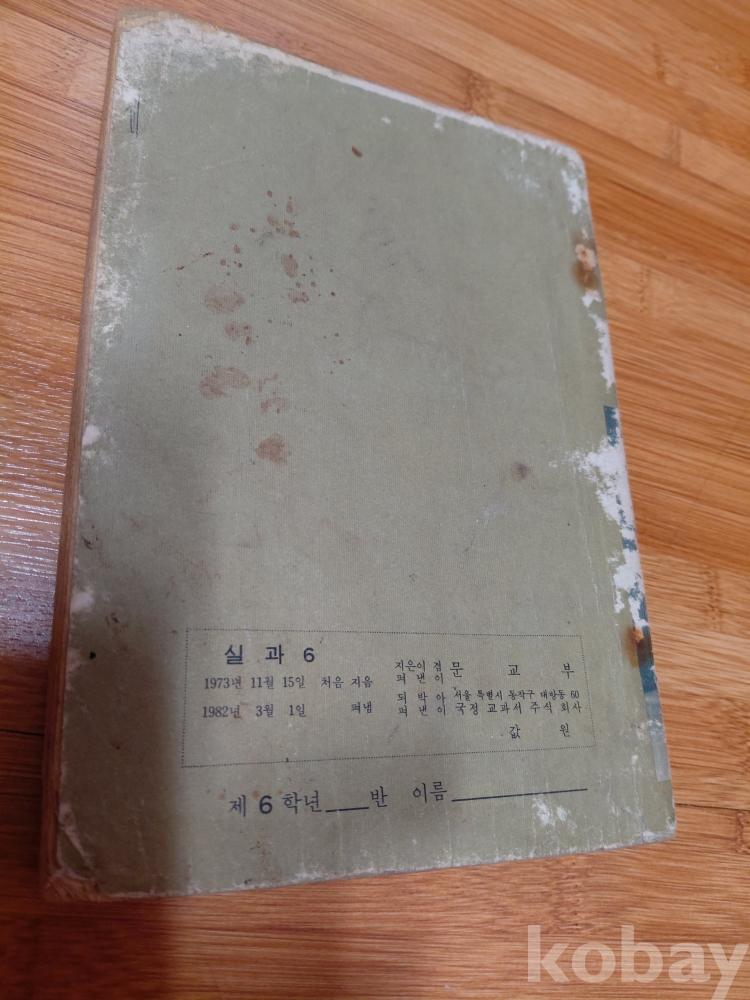 실 과 6
지은이 겸
펴 낸 이 문 교 부
1973년 11월 15일 처음 지음
1982년 3월 1일 펴냄
되 박 아 서울 특별시 동작구 대방동 60
펴 낸 이 국정 교과서 주식 회사
값 원
제 6 학년 ___ 반 이름 ___________
kobay